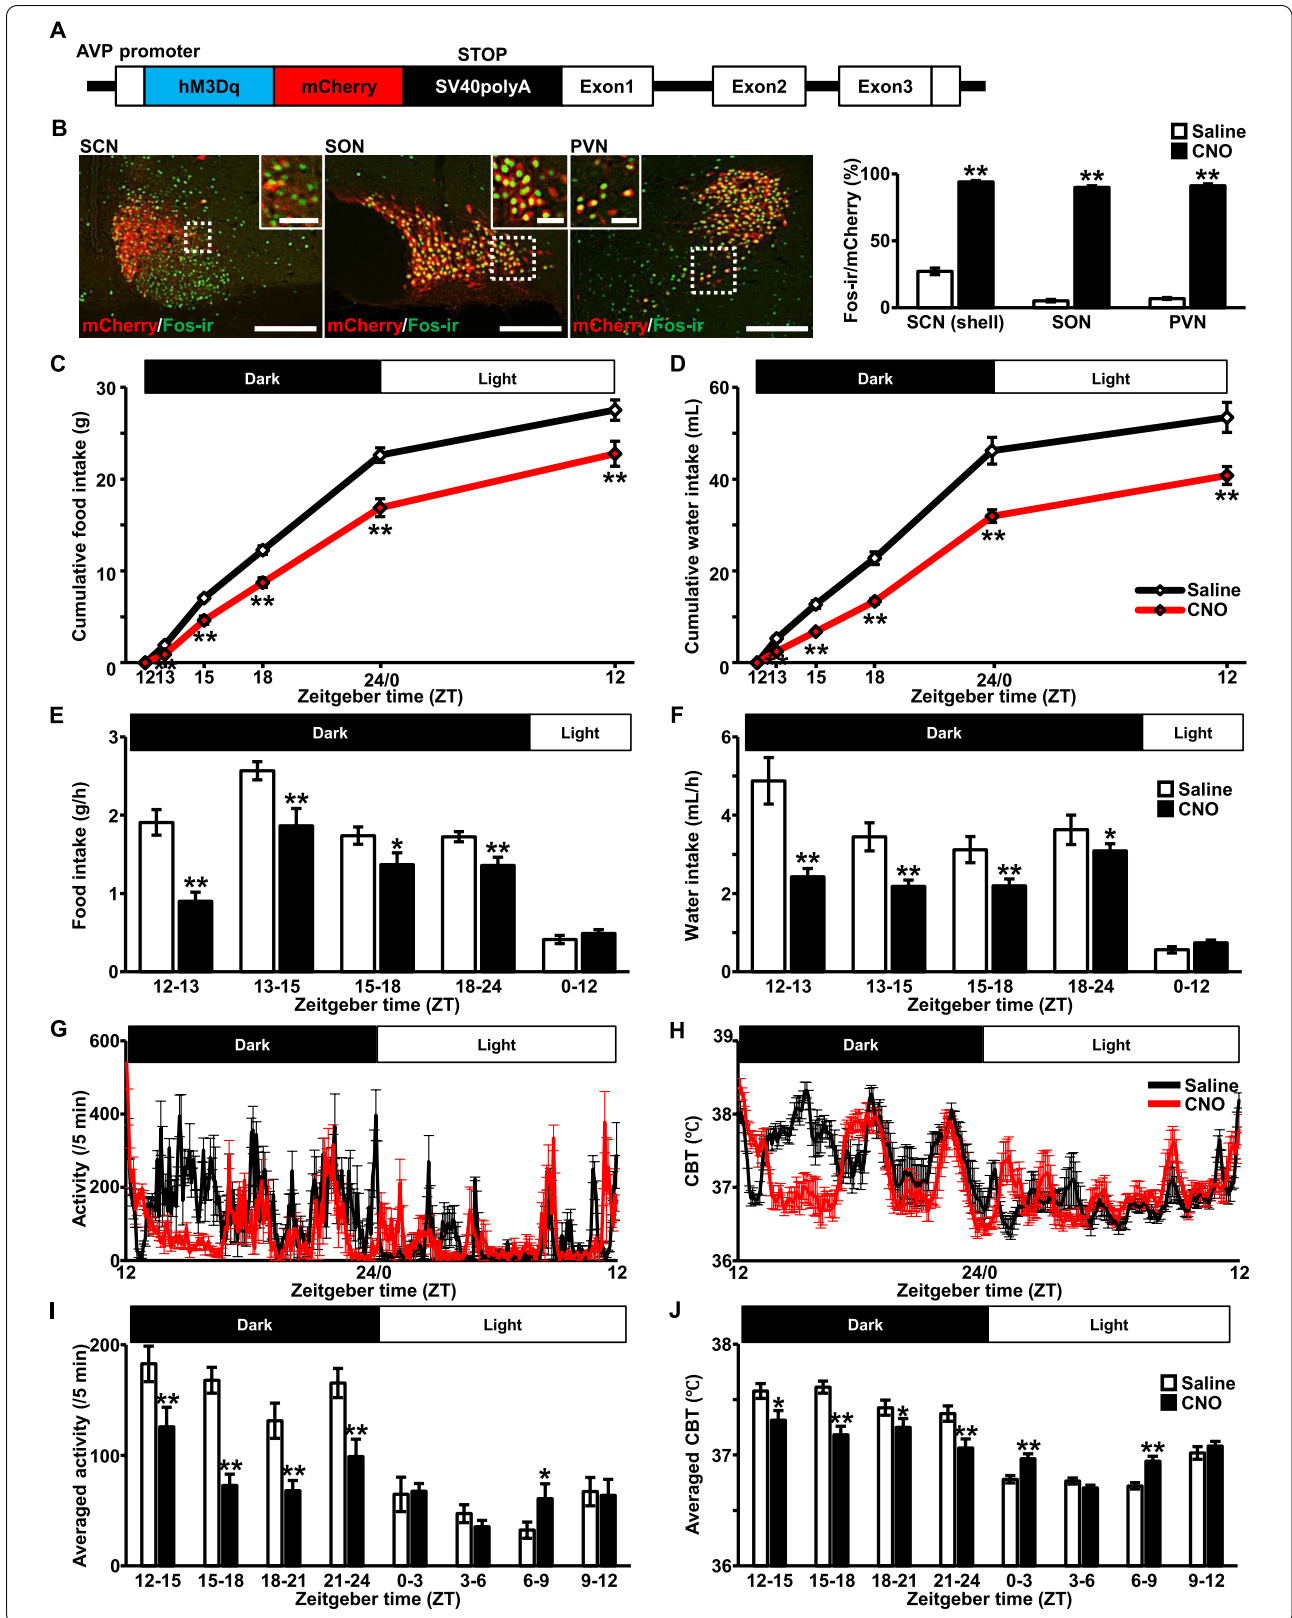 A
AVP promoter
STOP
hM3Dq mCherry SV40polyA Exon1 Exon2 Exon3
B
SCN SON PVN
mCherry/Fos-ir mCherry/Fos-ir mCherry/Fos-ir
Saline
CNO
Fos-ir/mCherry (%)
100
50
0
** ** **
SCN (shell) SON PVN
C
Dark Light
Cumulative food intake (g)
30
20
10
0
** ** ** ** **
12 13 15 18 24/0 12
Zeitgeber time (ZT)
D
Dark Light
Cumulative water intake (mL)
60
40
20
0
** ** ** ** **
Saline
CNO
12 13 15 18 24/0 12
Zeitgeber time (ZT)
E
Dark Light
Food intake (g/h)
3
2
1
0
** ** * **
12-13 13-15 15-18 18-24 0-12
Zeitgeber time (ZT)
F
Dark Light
Water intake (mL/h)
6
4
2
0
** ** ** *
Saline
CNO
12-13 13-15 15-18 18-24 0-12
Zeitgeber time (ZT)
G
Dark Light
Activity (/5 min)
600
400
200
0
12 24/0 12
Zeitgeber time (ZT)
H
Dark Light
CBT (℃)
39
38
37
36
Saline
CNO
12 24/0 12
Zeitgeber time (ZT)
I
Dark Light
Averaged activity (/5 min)
200
100
0
** ** ** ** *
12-15 15-18 18-21 21-24 0-3 3-6 6-9 9-12
Zeitgeber time (ZT)
J
Dark Light
Averaged CBT (℃)
38
37
36
* ** * ** ** **
Saline
CNO
12-15 15-18 18-21 21-24 0-3 3-6 6-9 9-12
Zeitgeber time (ZT)